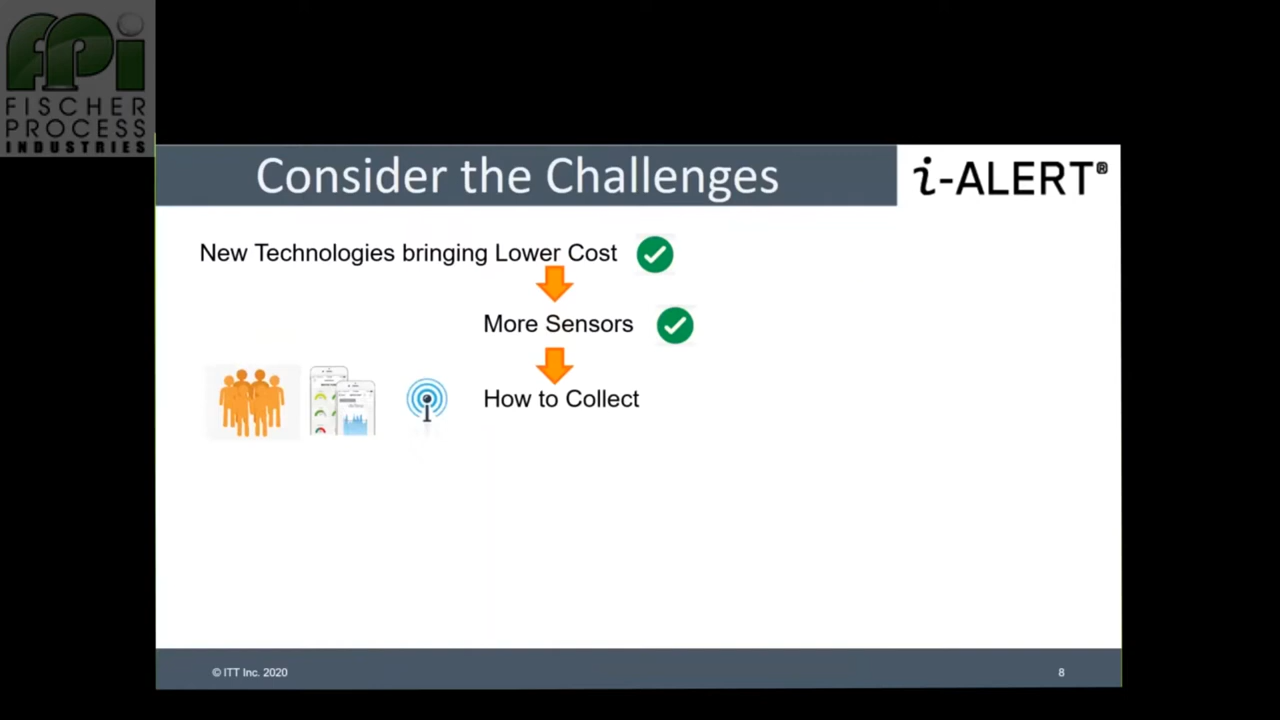 fpi
FISCHER
PROCESS
INDUSTRIES
Consider the Challenges
i-ALERT®
New Technologies bringing Lower Cost
More Sensors
How to Collect
© ITT Inc. 2020
8